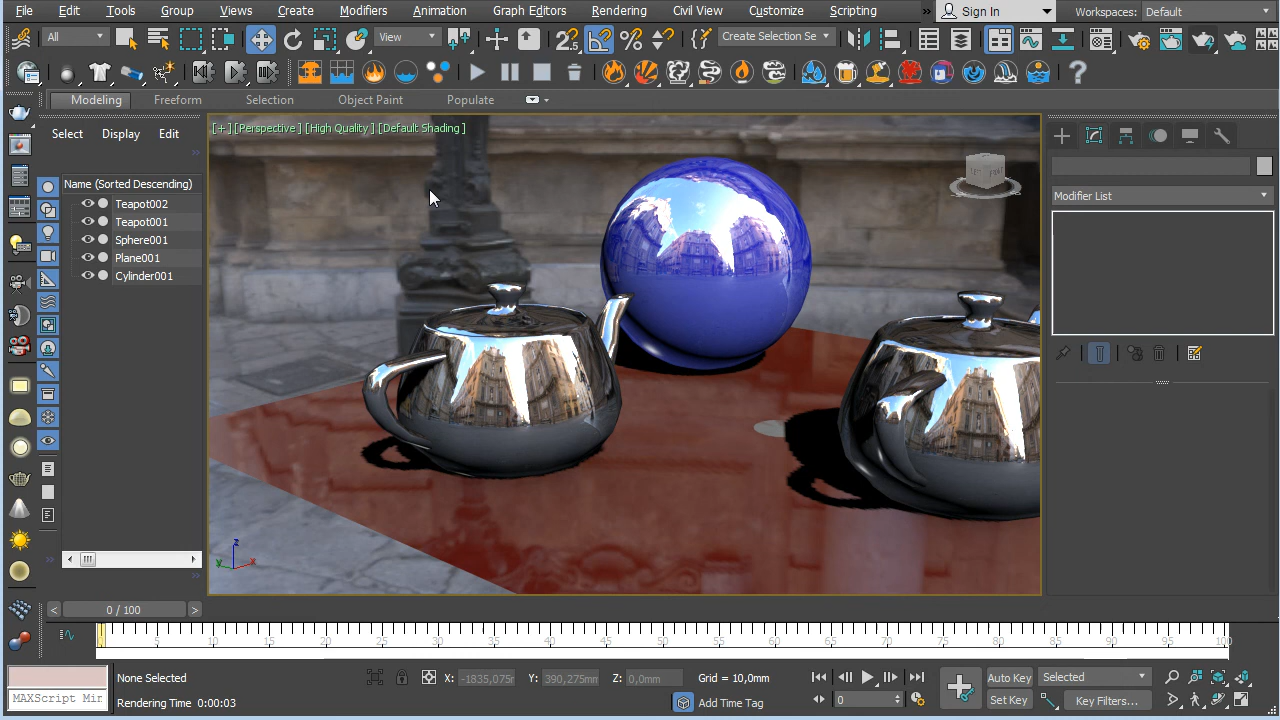 File Edit Tools Group Views Create Modifiers Animation Graph Editors Rendering Civil View Customize Scripting » Sign In Workspaces: Default
All View Create Selection Se
Modeling Freeform Selection Object Paint Populate
Select Display Edit
[+] [Perspective] [High Quality] [Default Shading]
Name (Sorted Descending)
Teapot002
Teapot001
Sphere001
Plane001
Cylinder001
Modifier List
z
y x
0 / 100
0 5 10 15 20 25 30 35 40 45 50 55 60 65 70 75 80 85 90 95 100
None Selected X: -1835,075r Y: 390,275mm Z: 0,0mm Grid = 10,0mm Auto Key Selected
MAXScript Mir Rendering Time 0:00:03 Add Time Tag 0 Set Key Key Filters...